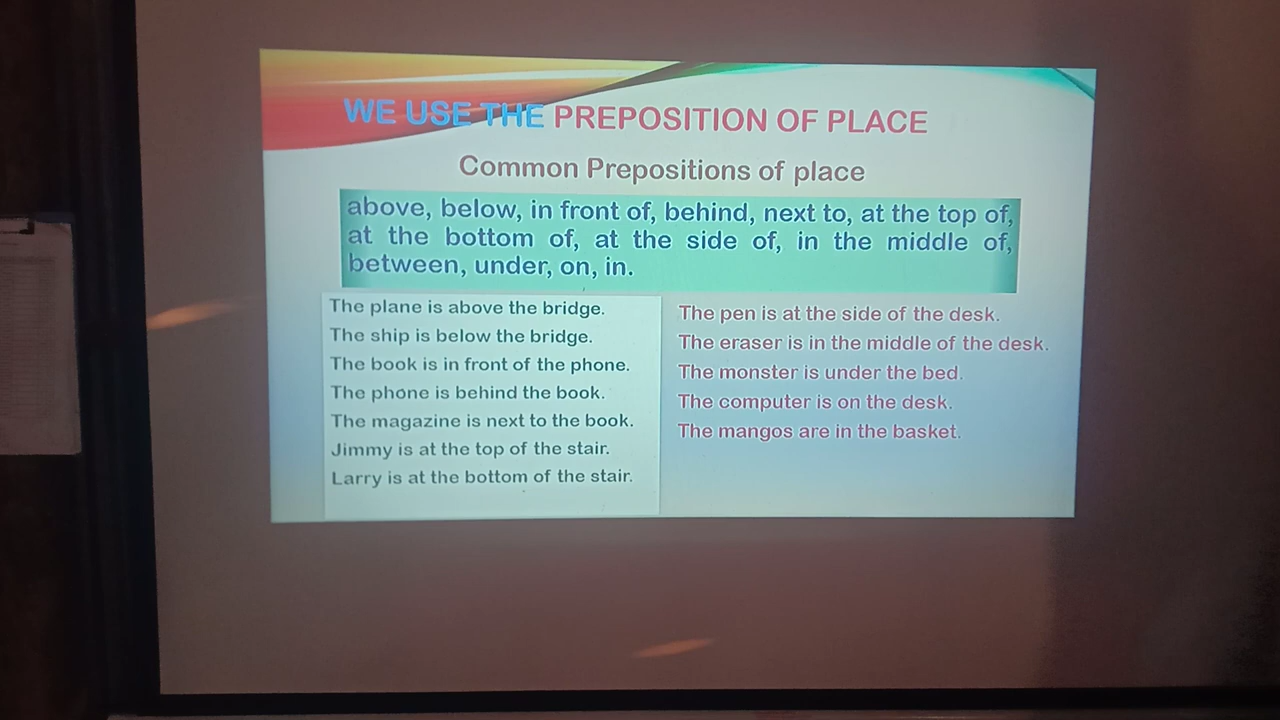 WE USE THE PREPOSITION OF PLACE
Common Prepositions of place
above, below, in front of, behind, next to, at the top of,
at the bottom of, at the side of, in the middle of,
between, under, on, in.
The plane is above the bridge.
The ship is below the bridge.
The book is in front of the phone.
The phone is behind the book.
The magazine is next to the book.
Jimmy is at the top of the stair.
Larry is at the bottom of the stair.
The pen is at the side of the desk.
The eraser is in the middle of the desk.
The monster is under the bed.
The computer is on the desk.
The mangos are in the basket.